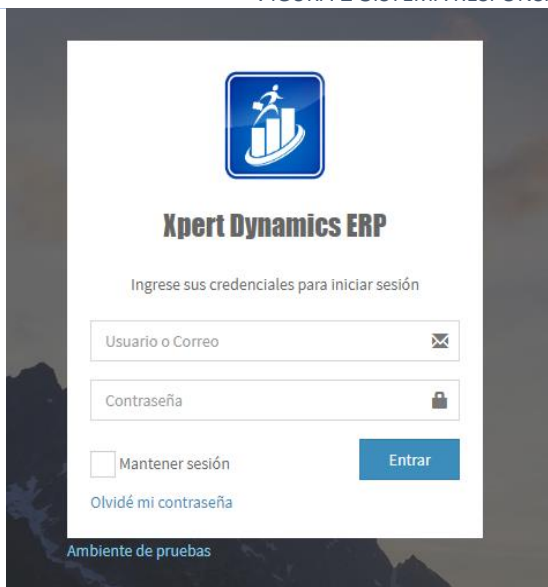 Xpert Dynamics ERP
Ingrese sus credenciales para iniciar sesión
Usuario o Correo
Contraseña
Mantener sesión
Entrar
Olvidé mi contraseña
Ambiente de pruebas